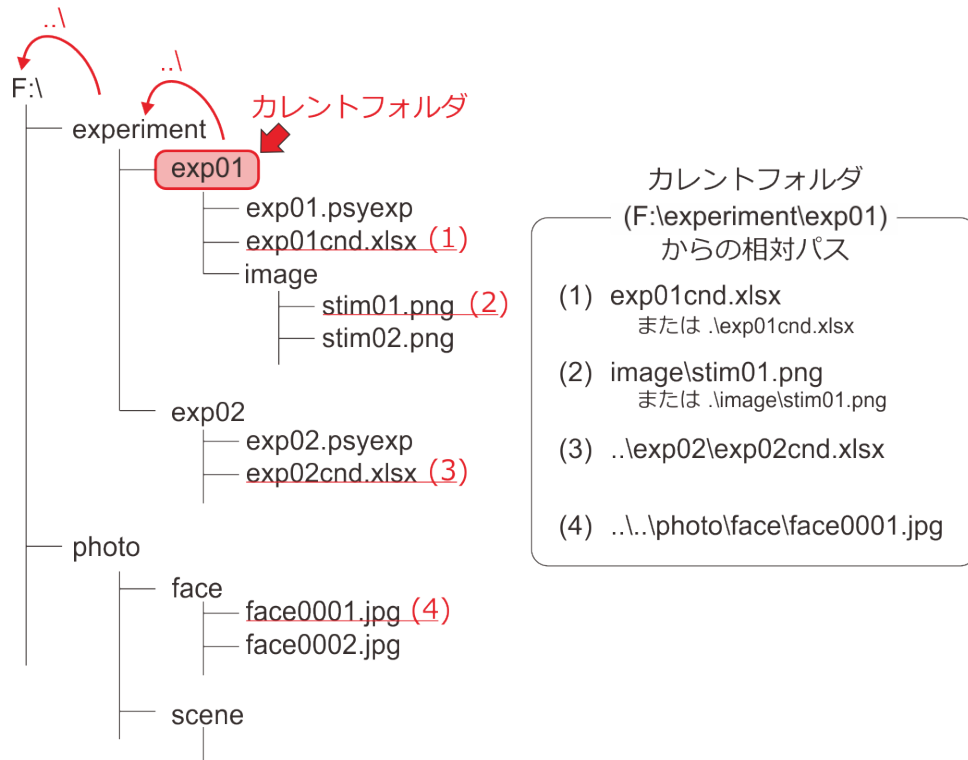 ..\
..\
F:\
カレントフォルダ
experiment
exp01
exp01.psyexp
exp01cnd.xlsx (1)
image
stim01.png (2)
stim02.png
exp02
exp02.psyexp
exp02cnd.xlsx (3)
photo
face
face0001.jpg (4)
face0002.jpg
scene
カレントフォルダ
(F:\experiment\exp01)
からの相対パス
(1) exp01cnd.xlsx
または .\exp01cnd.xlsx
(2) image\stim01.png
または .\image\stim01.png
(3) ..\exp02\exp02cnd.xlsx
(4) ..\..\photo\face\face0001.jpg